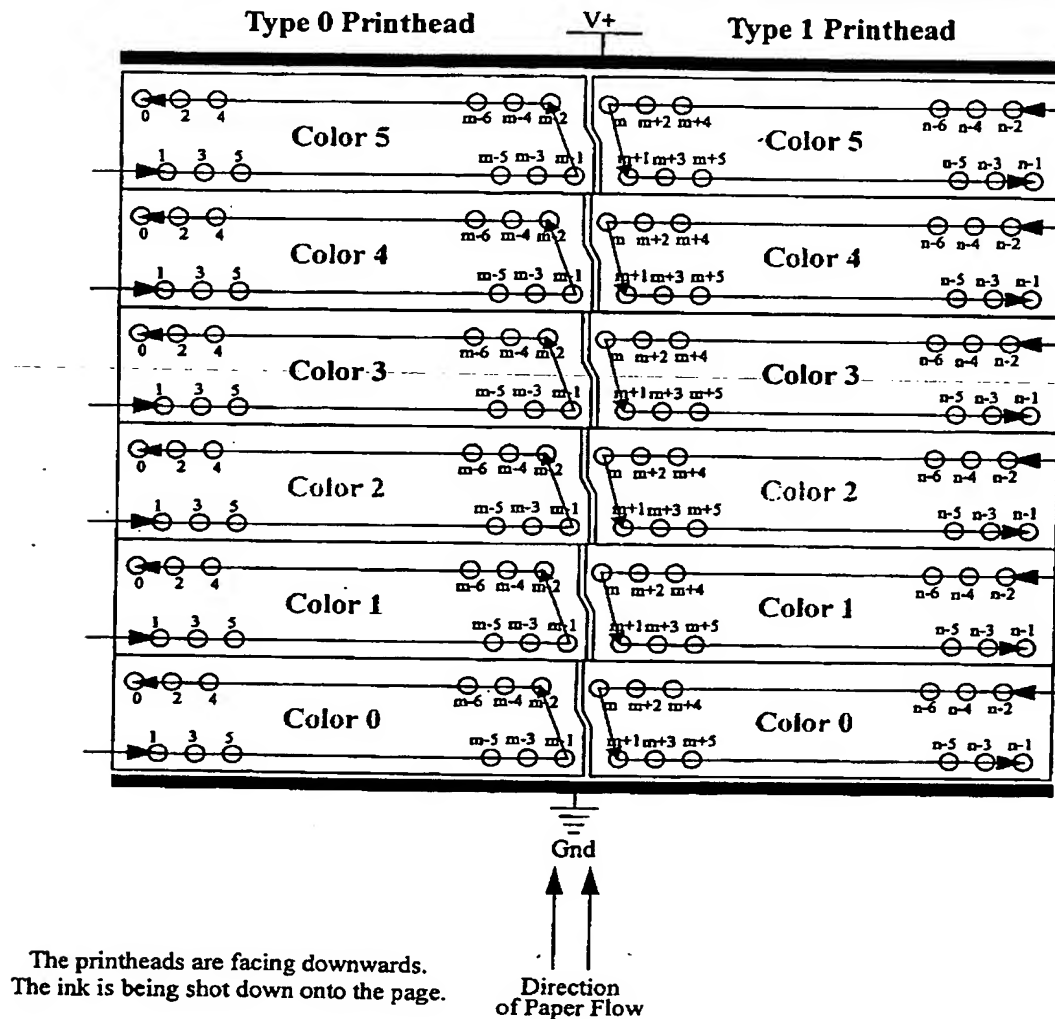 Type 0 Printhead V+ Type 1 Printhead
0 2 4 m-6 m-4 m-2 m m+2 m+4 n-6 n-4 n-2
Color 5 Color 5
1 3 5 m-5 m-3 m-1 m+1 m+3 m+5 n-5 n-3 n-1
0 2 4 m-6 m-4 m-2 m m+2 m+4 n-6 n-4 n-2
Color 4 Color 4
1 3 5 m-5 m-3 m-1 m+1 m+3 m+5 n-5 n-3 n-1
0 2 4 m-6 m-4 m-2 m m+2 m+4 n-6 n-4 n-2
Color 3 Color 3
1 3 5 m-5 m-3 m-1 m+1 m+3 m+5 n-5 n-3 n-1
0 2 4 m-6 m-4 m-2 m m+2 m+4 n-6 n-4 n-2
Color 2 Color 2
1 3 5 m-5 m-3 m-1 m+1 m+3 m+5 n-5 n-3 n-1
0 2 4 m-6 m-4 m-2 m m+2 m+4 n-6 n-4 n-2
Color 1 Color 1
1 3 5 m-5 m-3 m-1 m+1 m+3 m+5 n-5 n-3 n-1
0 2 4 m-6 m-4 m-2 m m+2 m+4 n-6 n-4 n-2
Color 0 Color 0
1 3 5 m-5 m-3 m-1 m+1 m+3 m+5 n-5 n-3 n-1
Gnd
The printheads are facing downwards.
The ink is being shot down onto the page.
Direction
of Paper Flow